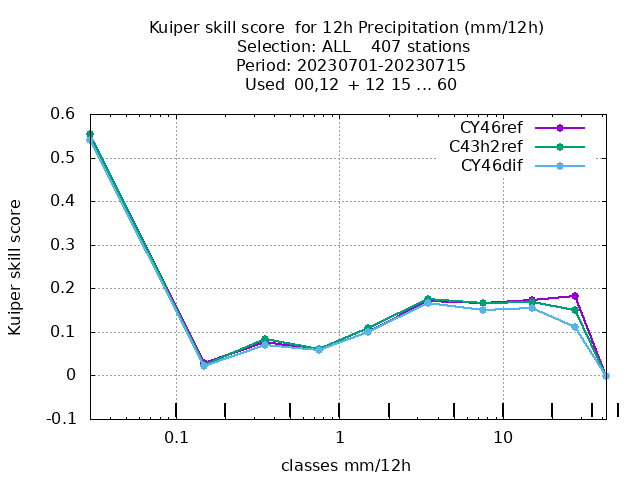 Kuiper skill score  for 12h Precipitation (mm/12h)
Selection: ALL    407 stations
Period: 20230701-20230715
Used  00,12  + 12 15 ... 60
CY46ref
C43h2ref
CY46dif
Kuiper skill score
0.6
0.5
0.4
0.3
0.2
0.1
0
-0.1
0.1
1
10
classes mm/12h